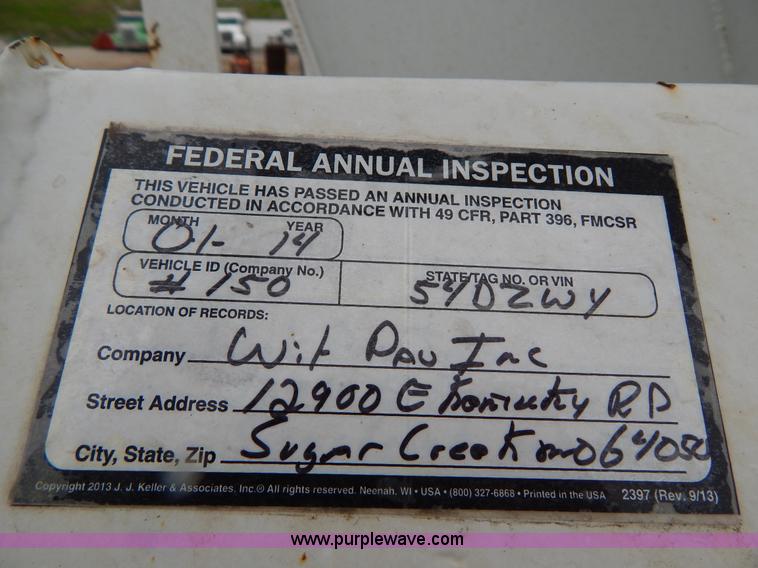 FEDERAL ANNUAL INSPECTION
THIS VEHICLE HAS PASSED AN ANNUAL INSPECTION
CONDUCTED IN ACCORDANCE WITH 49 CFR, PART 396, FMCSR
MONTH YEAR
01- 14
VEHICLE ID (Company No.) STATE/TAG NO. OR VIN
# 150 54D2WY
LOCATION OF RECORDS:
Company Wit Pav Inc
Street Address 12900 E Kentucky RD
City, State, Zip Sugar Creek mo 64050
Copyright 2013 J. J. Keller & Associates, Inc.® All rights reserved. Neenah, WI • USA • (800) 327-6868 • Printed in the USA 2397 (Rev. 9/13)
www.purplewave.com